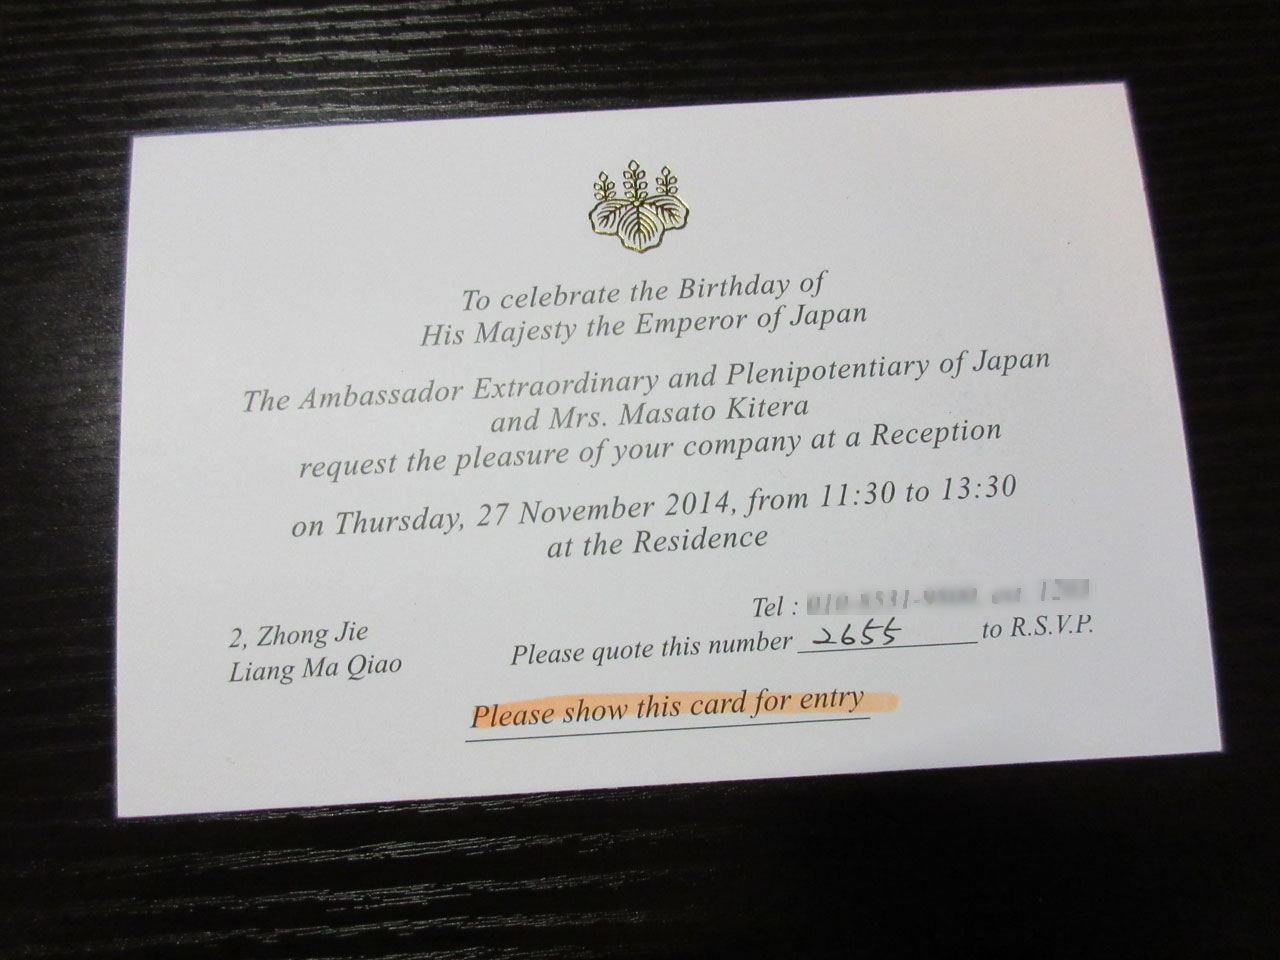 To celebrate the Birthday of
His Majesty the Emperor of Japan
The Ambassador Extraordinary and Plenipotentiary of Japan
and Mrs. Masato Kitera
request the pleasure of your company at a Reception
on Thursday, 27 November 2014, from 11:30 to 13:30
at the Residence
2, Zhong Jie
Liang Ma Qiao
Tel :
Please quote this number 2655 to R.S.V.P.
Please show this card for entry